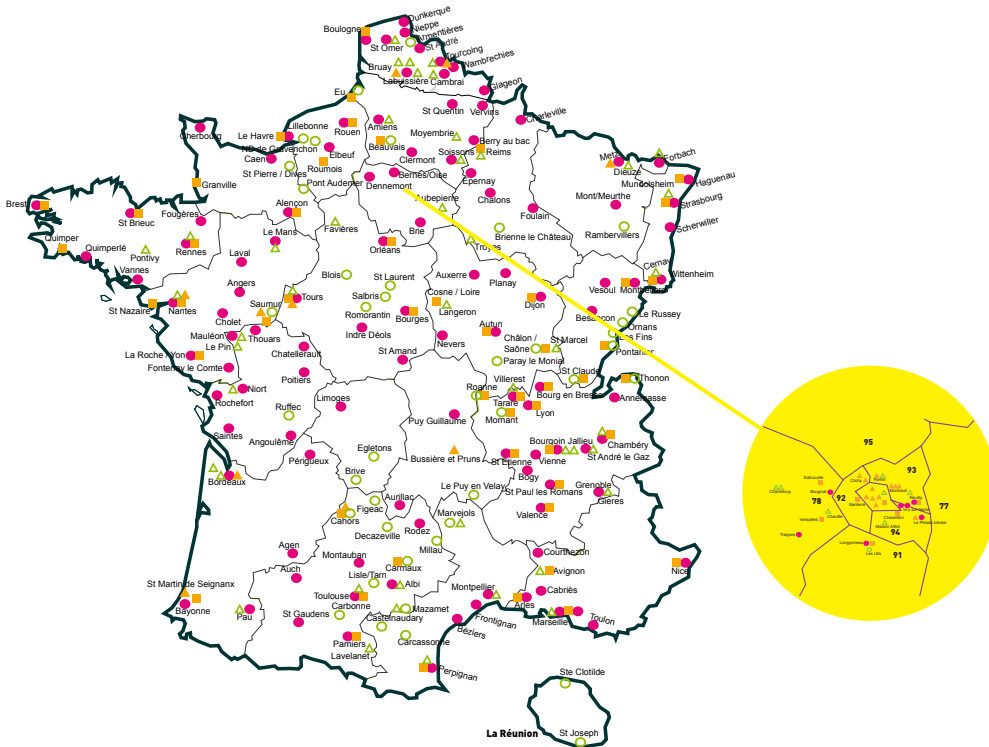 Dunkerque
Nieppe
Boulogne
Armentières
St André
St Omer
Tourcoing
Wambrechies
Bruay
Labuissière
Cambrai
Glageon
Eu
St Quentin
Vervins
Charleville
Lillebonne
Cherbourg
Le Havre
Rouen
Amiens
Moyembrie
ND de Gravenchon
Beauvais
Berry au bac
Caen
Elbeuf
Soissons
Reims
Metz
Forbach
St Pierre / Dives
Roumois
Clermont
Dieuze
Bernes/Oise
Epernay
Mundolsheim
Haguenau
Granville
Pont Audemer
Dennemont
Aubepierre
Chalons
Mont/Meurthe
Brest
Alençon
Strasbourg
St Brieuc
Fougères
Foulain
Scherwiller
Favières
Brie
Brienne le Château
Rambervillers
Quimper
Quimperlé
Pontivy
Rennes
Le Mans
Orléans
Troyes
Laval
Cernay
Vannes
Blois
St Laurent
Auxerre
Planay
Vesoul
Montbéliard
Wittenheim
Angers
Salbris
Cosne / Loire
St Nazaire
Nantes
Saumur
Tours
Romorantin
Bourges
Langeron
Dijon
Besançon
Le Russey
Cholet
Indre Déols
Autun
Ornans
Mauléon
Thouars
Nevers
Châlon /
Saône
St Marcel
Les Fins
Le Pin
Pontarlier
La Roche / Yon
Chatellerault
St Amand
Paray le Monial
Fontenay le Comte
St Claude
Poitiers
Villerest
Thonon
Niort
Roanne
Bourg en Bresse
Annemasse
Rochefort
Limoges
Tarare
Ruffec
Puy Guillaume
Mornant
Lyon
Saintes
Angoulême
Bourgoin Jallieu
Chambéry
Egletons
Périgueux
Bussière et Pruns
St Etienne
Vienne
St André le Gaz
Bordeaux
Brive
Bogy
Le Puy en Velay
St Paul les Romans
Grenoble
Gieres
Aurillac
Figeac
Marvejols
Valence
Cahors
Decazeville
Rodez
Agen
Millau
Montauban
Courthezon
Auch
Carmaux
Nice
St Martin de Seignanx
Lisle/Tarn
Albi
Avignon
Toulouse
Montpellier
Cabriès
Bayonne
Carbonne
Mazamet
Arles
Pau
St Gaudens
Castelnaudary
Frontignan
Marseille
Toulon
Béziers
Pamiers
Carcassonne
Lavelanet
Perpignan
Ste Clotilde
La Réunion
St Joseph
95
93
92
78
77
94
91
Chanteloup
Versailles
Trappes
Longjumeau
Les Ulis